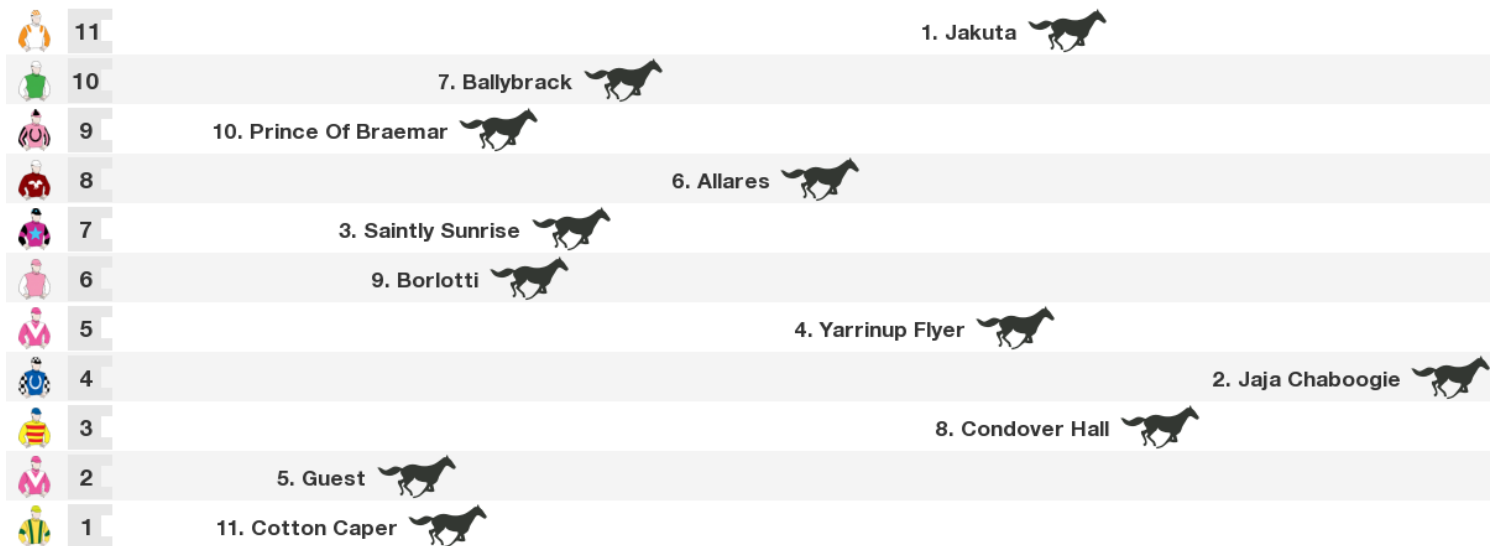 11 1. Jakuta
10 7. Ballybrack
9 10. Prince Of Braemar
8 6. Allares
7 3. Saintly Sunrise
6 9. Borlotti
5 4. Yarrinup Flyer
4 2. Jaja Chaboogie
3 8. Condover Hall
2 5. Guest
1 11. Cotton Caper